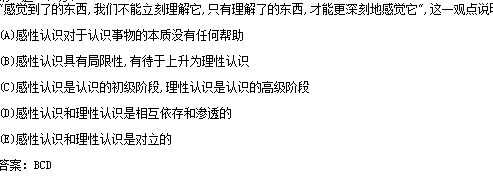 "感觉到了的东西,我们不能立刻理解它,只有理解了的东西,才能更深刻地感觉它",这一观点说
(A)感性认识对于认识事物的本质没有任何帮助
(B)感性认识具有局限性,有待于上升为理性认识
(C)感性认识是认识的初级阶段,理性认识是认识的高级阶段
(D)感性认识和理性认识是相互依存和渗透的
(E)感性认识和理性认识是对立的
答案: BCD